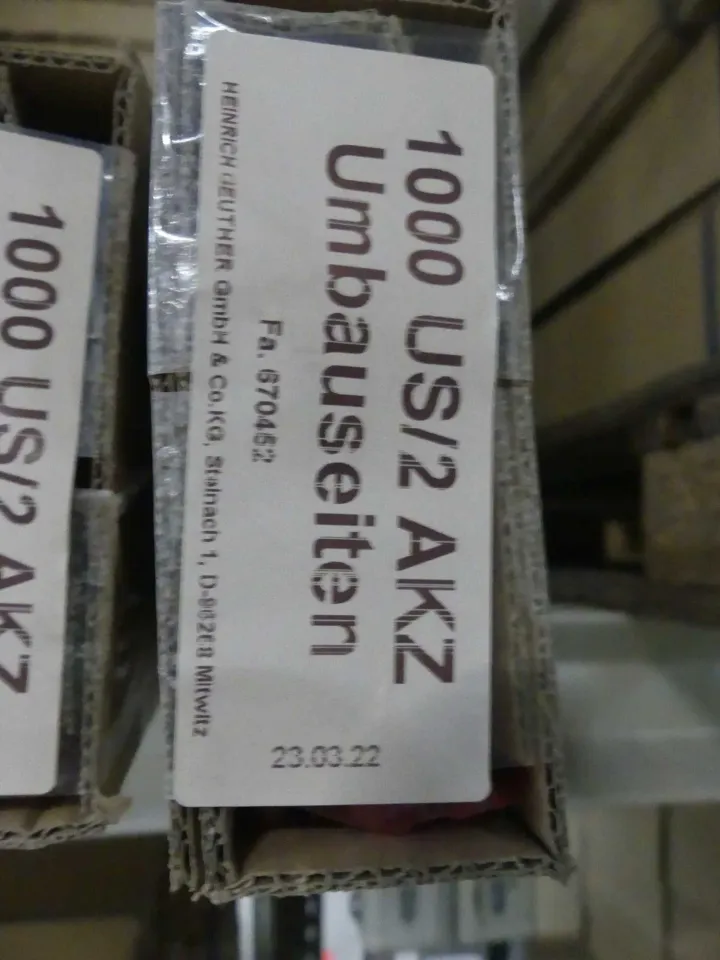 1000 US/2 AKZ
Umbauseiten
Fa. 670462
HEINRICH GEUTHER GmbH & Co.KG, Steinach 1, D-96268 Mitwitz
23.03.22
1000 US/2 AKZ